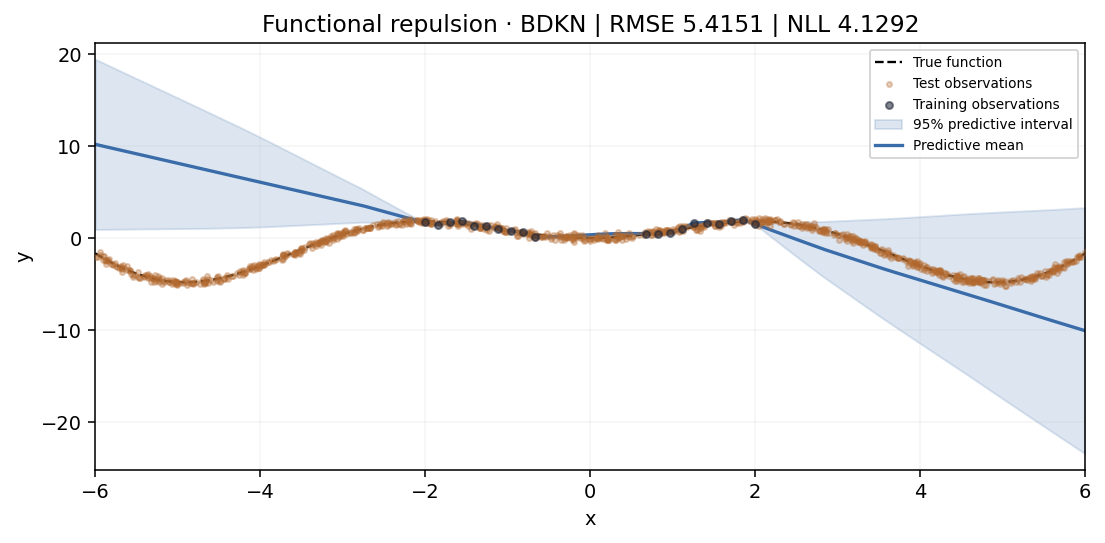 Functional repulsion · BDKN | RMSE 5.4151 | NLL 4.1292
True function
Test observations
Training observations
95% predictive interval
Predictive mean
20
10
0
−10
−20
y
−6
−4
−2
0
2
4
6
x